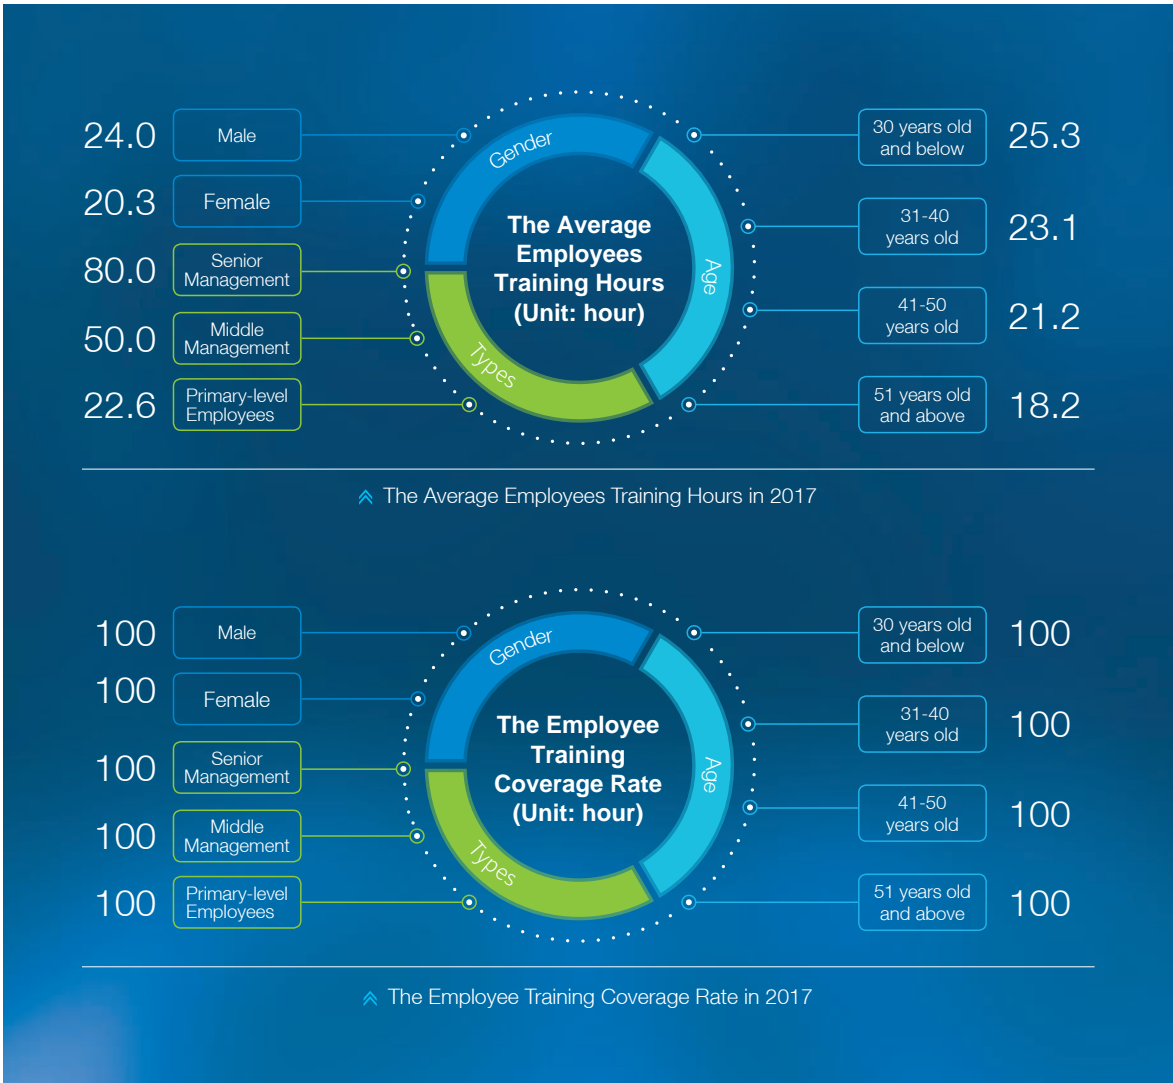 24.0
Male
20.3
Female
80.0
Senior
Management
50.0
Middle
Management
22.6
Primary-level
Employees
Gender
Types
Age
The Average
Employees
Training Hours
(Unit: hour)
30 years old
and below
25.3
31-40
years old
23.1
41-50
years old
21.2
51 years old
and above
18.2
The Average Employees Training Hours in 2017
100
Male
100
Female
100
Senior
Management
100
Middle
Management
100
Primary-level
Employees
Gender
Types
Age
The Employee
Training
Coverage Rate
(Unit: hour)
30 years old
and below
100
31-40
years old
100
41-50
years old
100
51 years old
and above
100
The Employee Training Coverage Rate in 2017